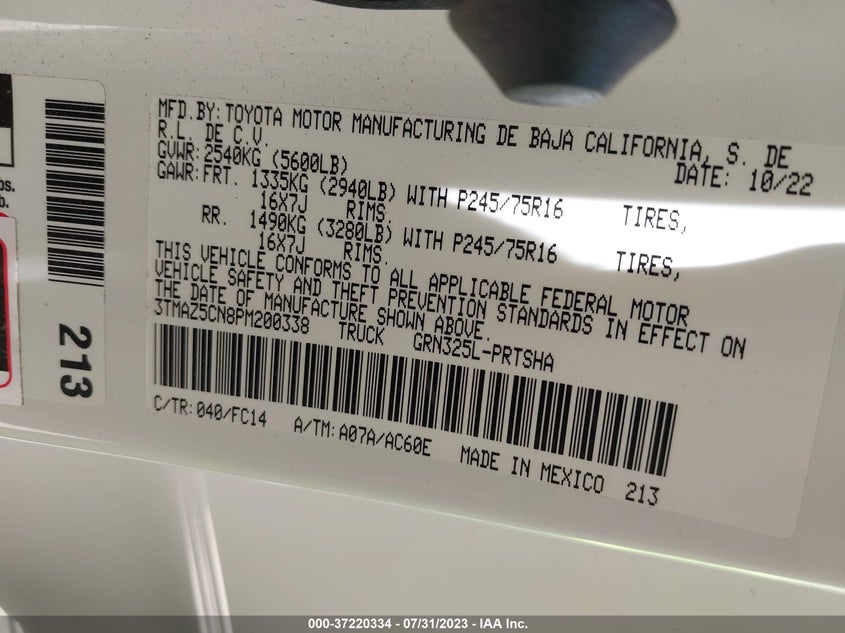 MFD.BY: TOYOTA MOTOR MANUFACTURING DE BAJA CALIFORNIA, S. DE
R.L. DE C.V. DATE: 10/22
GVWR: 2540KG (5600LB)
GAWR: FRT. 1335KG (2940LB) WITH P245/75R16 TIRES,
16X7J RIMS.
RR. 1490KG (3280LB) WITH P245/75R16 TIRES,
16X7J RIMS.
THIS VEHICLE CONFORMS TO ALL APPLICABLE FEDERAL MOTOR
VEHICLE SAFETY AND THEFT PREVENTION STANDARDS IN EFFECT ON
THE DATE OF MANUFACTURE SHOWN ABOVE.
3TMAZ5CN8PM200338 TRUCK GRN325L-PRTSHA
C/TR: 040/FC14 A/TM: A07A/AC60E MADE IN MEXICO 213
213
bs.
b.
000-37220334 - 07/31/2023 - IAA Inc.